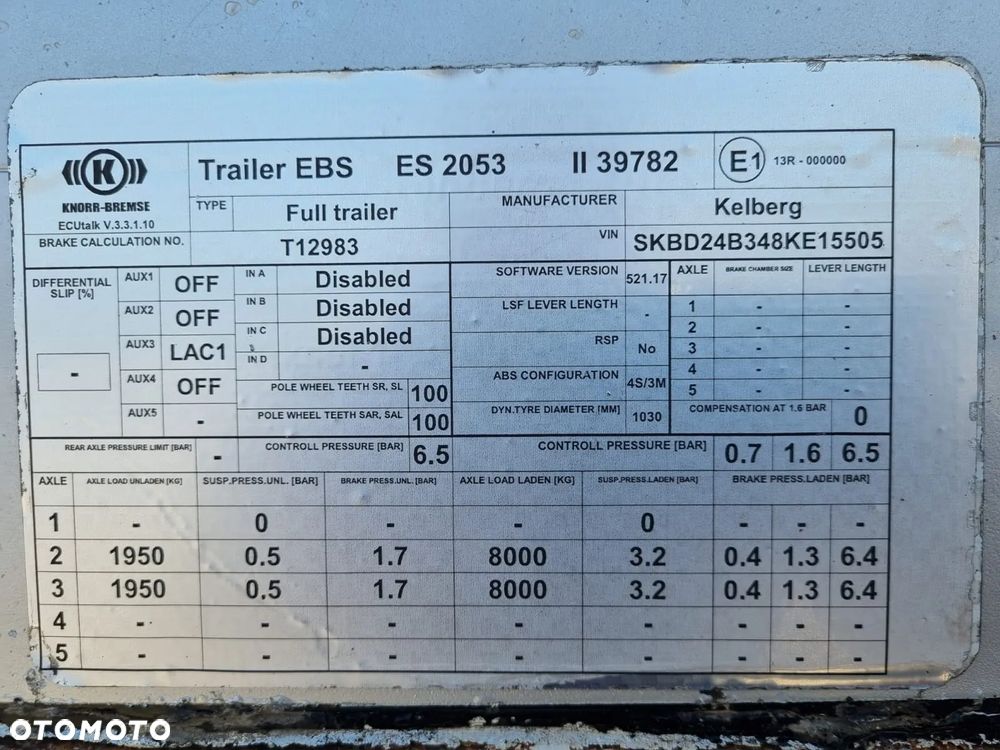 K
KNORR-BREMSE
ECUtalk V.3.3.1.10
Trailer EBS ES 2053 II 39782 E1 13R - 000000
TYPE Full trailer MANUFACTURER Kelberg
BRAKE CALCULATION NO. T12983 VIN SKBD24B348KE15505
DIFFERENTIAL SLIP [%] -
AUX1 OFF IN A Disabled
AUX2 OFF IN B Disabled
AUX3 LAC1 IN C Disabled
AUX4 OFF IN D -
AUX5 -
POLE WHEEL TEETH SR, SL 100
POLE WHEEL TEETH SAR, SAL 100
SOFTWARE VERSION 521.17
LSF LEVER LENGTH -
RSP No
ABS CONFIGURATION 4S/3M
DYN.TYRE DIAMETER [MM] 1030
AXLE BRAKE CHAMBER SIZE LEVER LENGTH
1 - -
2 - -
3 - -
4 - -
5 - -
COMPENSATION AT 1.6 BAR 0
REAR AXLE PRESSURE LIMIT [BAR] - CONTROLL PRESSURE [BAR] 6.5 CONTROLL PRESSURE [BAR] 0.7 1.6 6.5
AXLE AXLE LOAD UNLADEN [KG] SUSP.PRESS.UNL. [BAR] BRAKE PRESS.UNL. [BAR] AXLE LOAD LADEN [KG] SUSP.PRESS.LADEN [BAR] BRAKE PRESS.LADEN [BAR]
1 - 0 - - 0 - - -
2 1950 0.5 1.7 8000 3.2 0.4 1.3 6.4
3 1950 0.5 1.7 8000 3.2 0.4 1.3 6.4
4 - - - - - - - -
5 - - - - - - - -
OTOMOTO